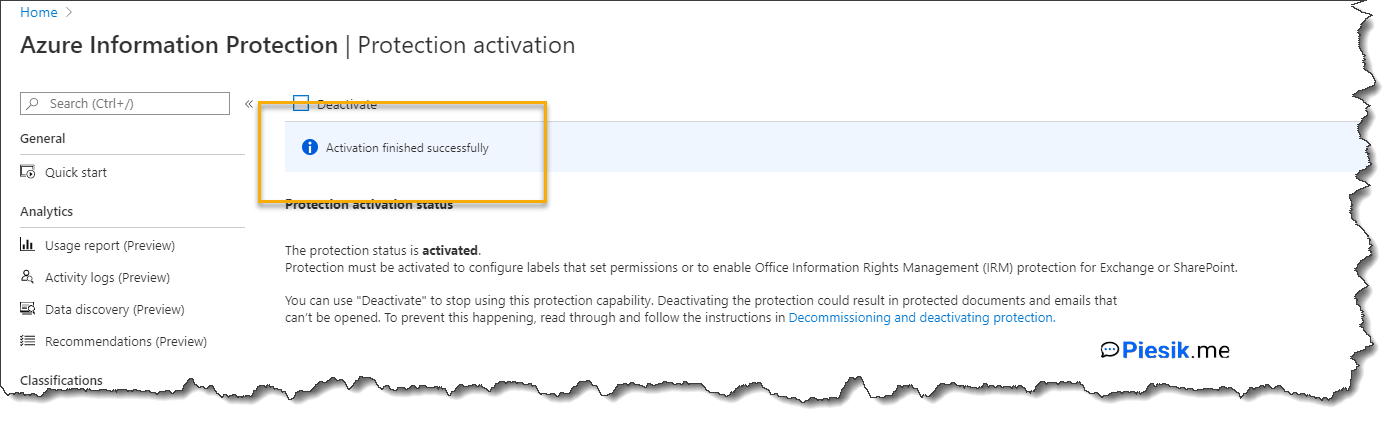 Home >
Azure Information Protection | Protection activation
Search (Ctrl+/)
«
Deactivate
General
Activation finished successfully
Quick start
Protection activation status
Analytics
Usage report (Preview)
The protection status is activated.
Protection must be activated to configure labels that set permissions or to enable Office Information Rights Management (IRM) protection for Exchange or SharePoint.
Activity logs (Preview)
Data discovery (Preview)
You can use "Deactivate" to stop using this protection capability. Deactivating the protection could result in protected documents and emails that
can't be opened. To prevent this happening, read through and follow the instructions in Decommissioning and deactivating protection.
Recommendations (Preview)
Piesik.me
Classifications